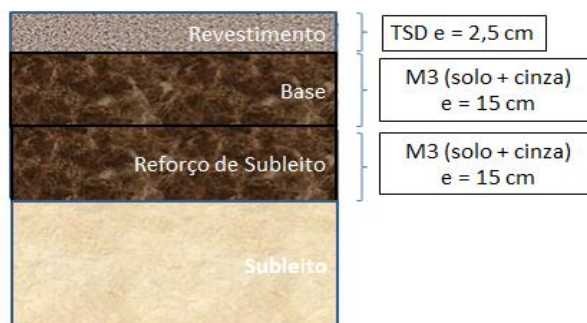 Revestimento
TSD e = 2,5 cm
Base
M3 (solo + cinza)
e = 15 cm
Reforço de Subleito
M3 (solo + cinza)
e = 15 cm
Subleito